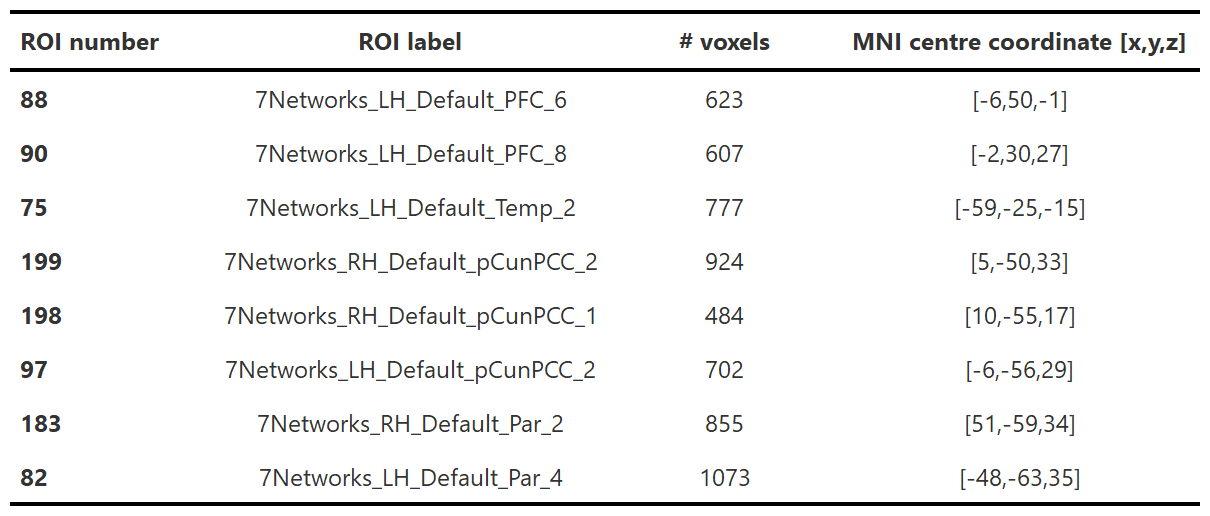 ROI number ROI label # voxels MNI centre coordinate [x,y,z]
88 7Networks_LH_Default_PFC_6 623 [-6,50,-1]
90 7Networks_LH_Default_PFC_8 607 [-2,30,27]
75 7Networks_LH_Default_Temp_2 777 [-59,-25,-15]
199 7Networks_RH_Default_pCunPCC_2 924 [5,-50,33]
198 7Networks_RH_Default_pCunPCC_1 484 [10,-55,17]
97 7Networks_LH_Default_pCunPCC_2 702 [-6,-56,29]
183 7Networks_RH_Default_Par_2 855 [51,-59,34]
82 7Networks_LH_Default_Par_4 1073 [-48,-63,35]